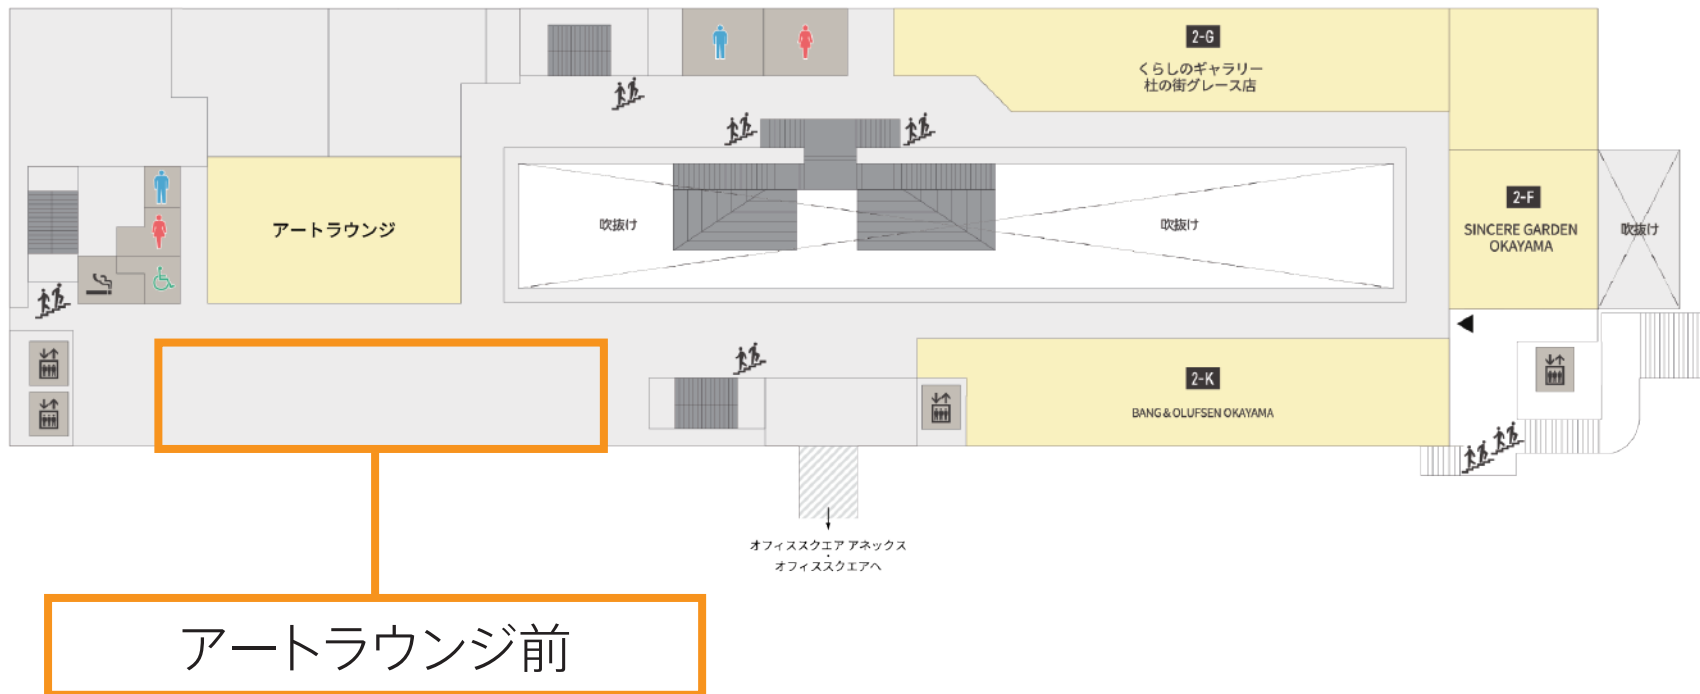 2-G
くらしのギャラリー
杜の街グレース店
アートラウンジ
吹抜け
吹抜け
2-F
SINCERE GARDEN
OKAYAMA
吹抜け
2-K
BANG & OLUFSEN OKAYAMA
オフィススクエア アネックス
・
オフィススクエアへ
アートラウンジ前